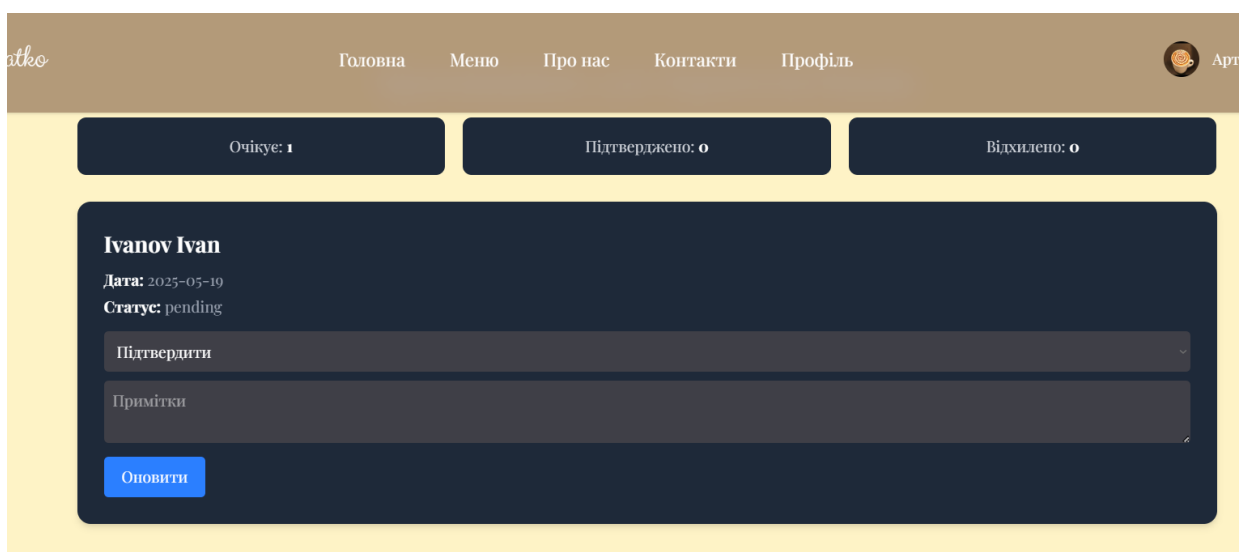 Головна Меню Про нас Контакти Профіль
Очікує: 1 Підтверджено: 0 Відхилено: 0
Ivanov Ivan
Дата: 2025-05-19
Статус: pending
Підтвердити
Примітки
Оновити